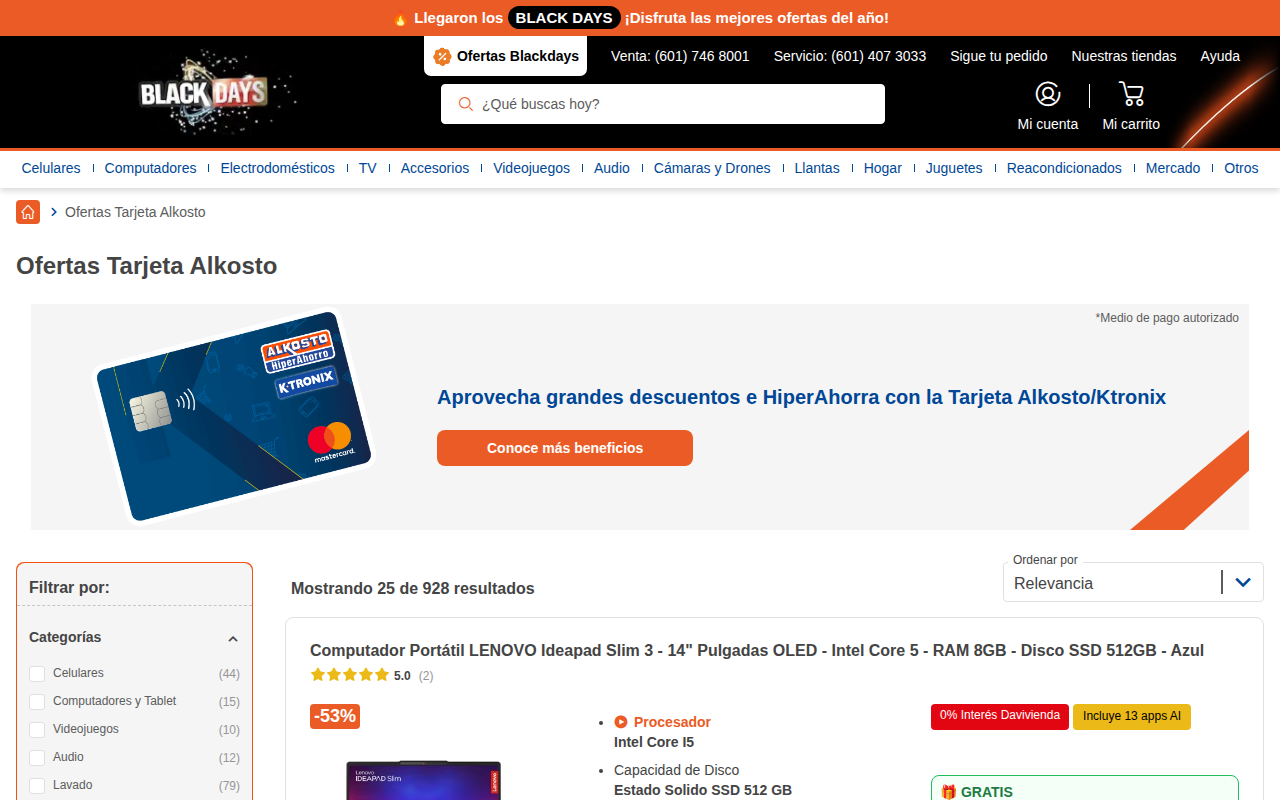 🔥 Llegaron los BLACK DAYS ¡Disfruta las mejores ofertas del año!
BLACK DAYS
Ofertas Blackdays
Venta: (601) 746 8001
Servicio: (601) 407 3033
Sigue tu pedido
Nuestras tiendas
Ayuda
¿Qué buscas hoy?
Mi cuenta
Mi carrito
Celulares
Computadores
Electrodomésticos
TV
Accesorios
Videojuegos
Audio
Cámaras y Drones
Llantas
Hogar
Juguetes
Reacondicionados
Mercado
Otros
Ofertas Tarjeta Alkosto
Ofertas Tarjeta Alkosto
*Medio de pago autorizado
ALKOSTO
HiperAhorro
K-TRONIX
mastercard.
Aprovecha grandes descuentos e HiperAhorra con la Tarjeta Alkosto/Ktronix
Conoce más beneficios
Filtrar por:
Categorías
Celulares (44)
Computadores y Tablet (15)
Videojuegos (10)
Audio (12)
Lavado (79)
Mostrando 25 de 928 resultados
Ordenar por
Relevancia
Computador Portátil LENOVO Ideapad Slim 3 - 14" Pulgadas OLED - Intel Core 5 - RAM 8GB - Disco SSD 512GB - Azul
5.0 (2)
-53%
Lenovo
IDEAPAD Slim
Lenovo
Procesador
Intel Core I5
Capacidad de Disco
Estado Solido SSD 512 GB
0% Interés Davivienda
Incluye 13 apps AI
🎁 GRATIS